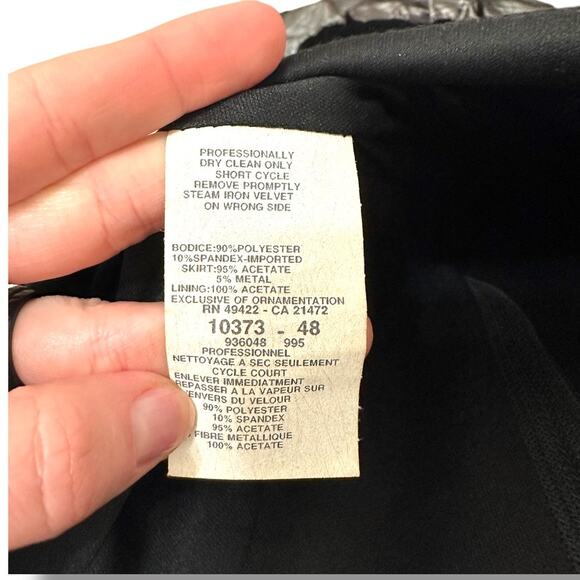 PROFESSIONALLY
DRY CLEAN ONLY
SHORT CYCLE
REMOVE PROMPTLY
STEAM IRON VELVET
ON WRONG SIDE
BODICE:90%POLYESTER
10%SPANDEX-IMPORTED
SKIRT:95% ACETATE
5% METAL
LINING:100% ACETATE
EXCLUSIVE OF ORNAMENTATION
RN 49422 - CA 21472
10373 - 48
936048 995
PROFESSIONNEL
NETTOYAGE A SEC SEULEMENT
CYCLE COURT
ENLEVER IMMEDIATMENT
REPASSER A LA VAPEUR SUR
ENVERS DU VELOUR
90% POLYESTER
10% SPANDEX
95% ACETATE
FIBRE METALLIQUE
100% ACETATE